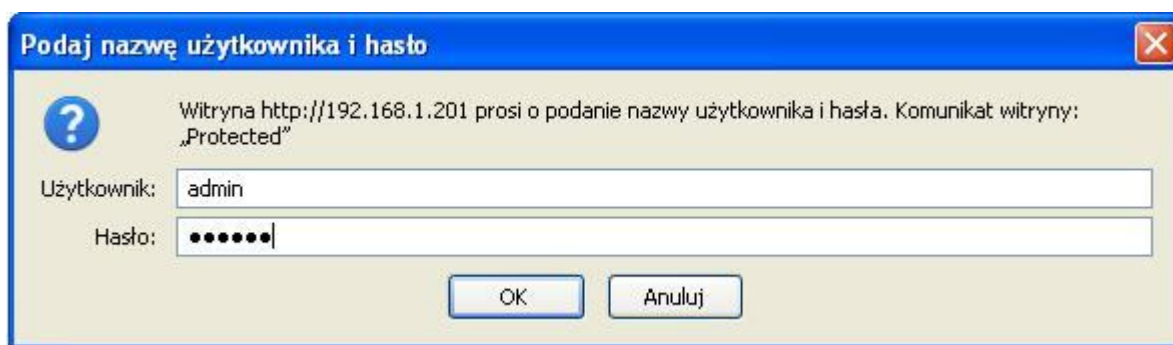 Podaj nazwę użytkownika i hasło
Witryna http://192.168.1.201 prosi o podanie nazwy użytkownika i hasła. Komunikat witryny:
„Protected”
Użytkownik: admin
Hasło: ●●●●●●
OK Anuluj